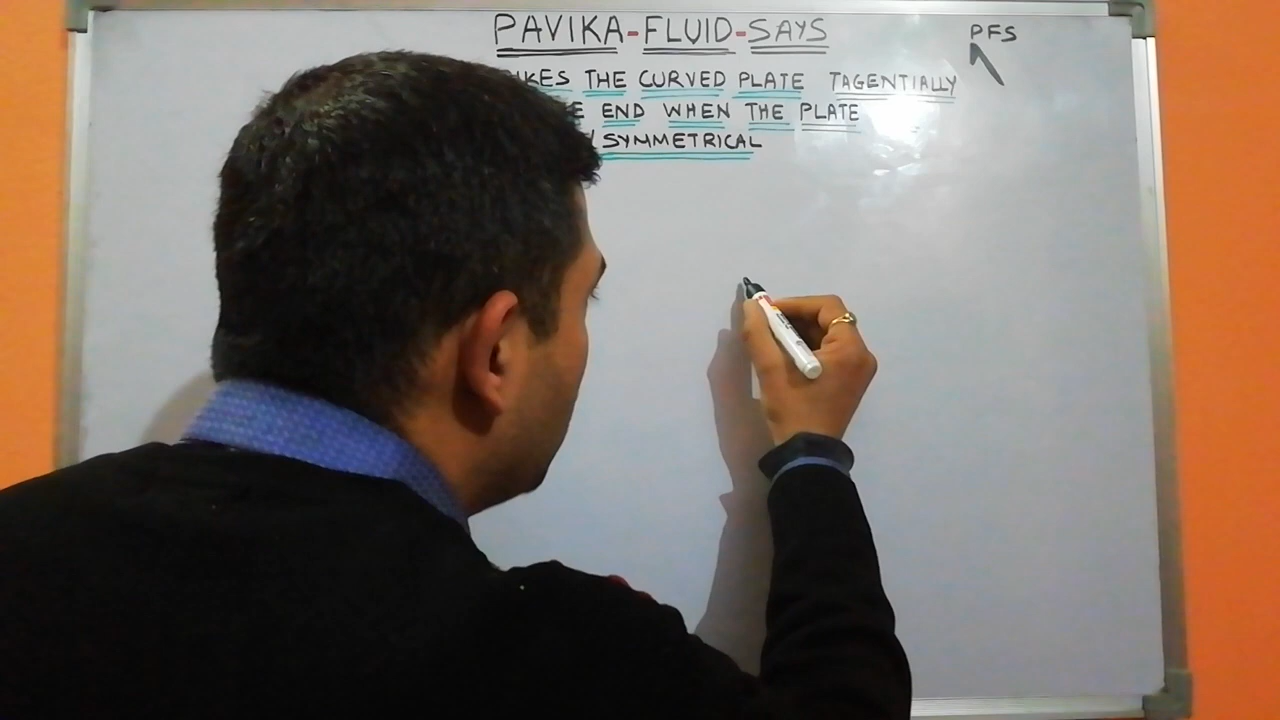 PAVIKA-FLUID-SAYS
PFS
THE CURVED PLATE TAGENTIALLY
END WHEN THE PLATE
SYMMETRICAL